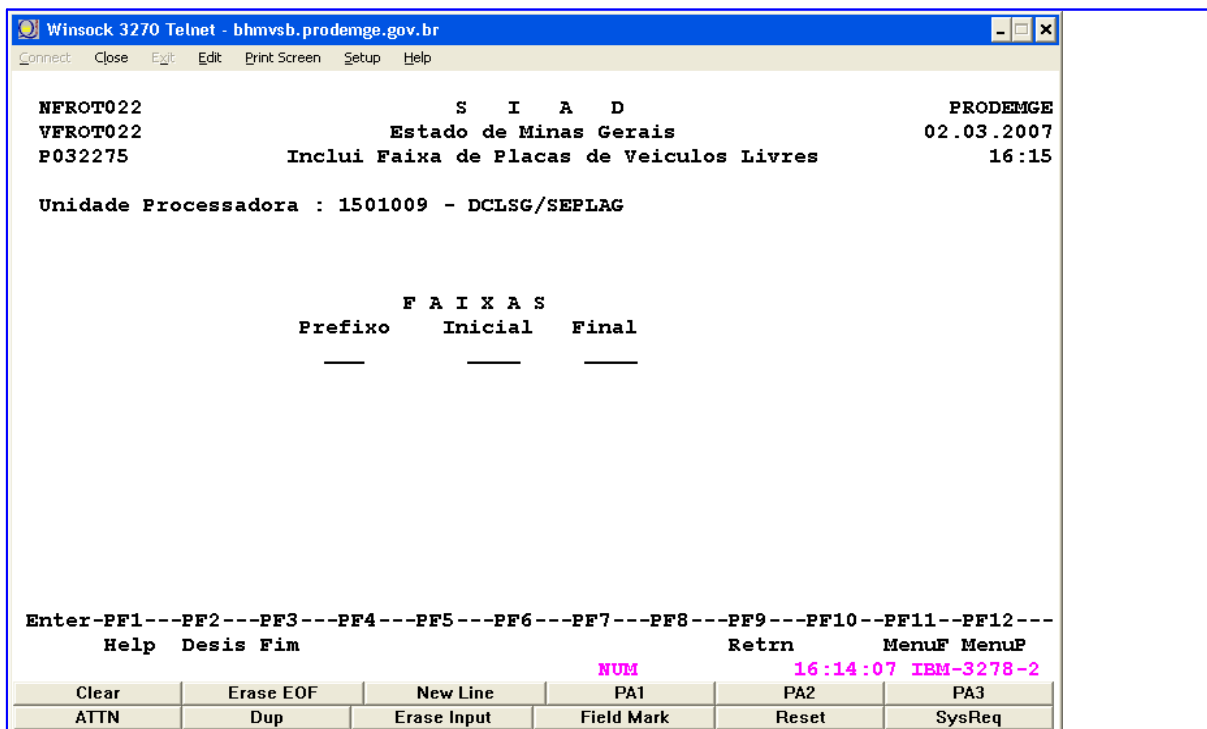 Winsock 3270 Telnet - bhmvsb.prodemge.gov.br
Connect Close Exit Edit Print Screen Setup Help
NFROT022 S I A D PRODEMGE
VFROT022 Estado de Minas Gerais 02.03.2007
P032275 Inclui Faixa de Placas de Veiculos Livres 16:15
Unidade Processadora : 1501009 - DCLSG/SEPLAG
F A I X A S
Prefixo Inicial Final
___ ____ ____
Enter-PF1---PF2---PF3---PF4---PF5---PF6---PF7---PF8---PF9---PF10--PF11--PF12---
Help Desis Fim Retrn MenuF MenuP
NUM 16:14:07 IBM-3278-2
Clear Erase EOF New Line PA1 PA2 PA3
ATTN Dup Erase Input Field Mark Reset SysReq